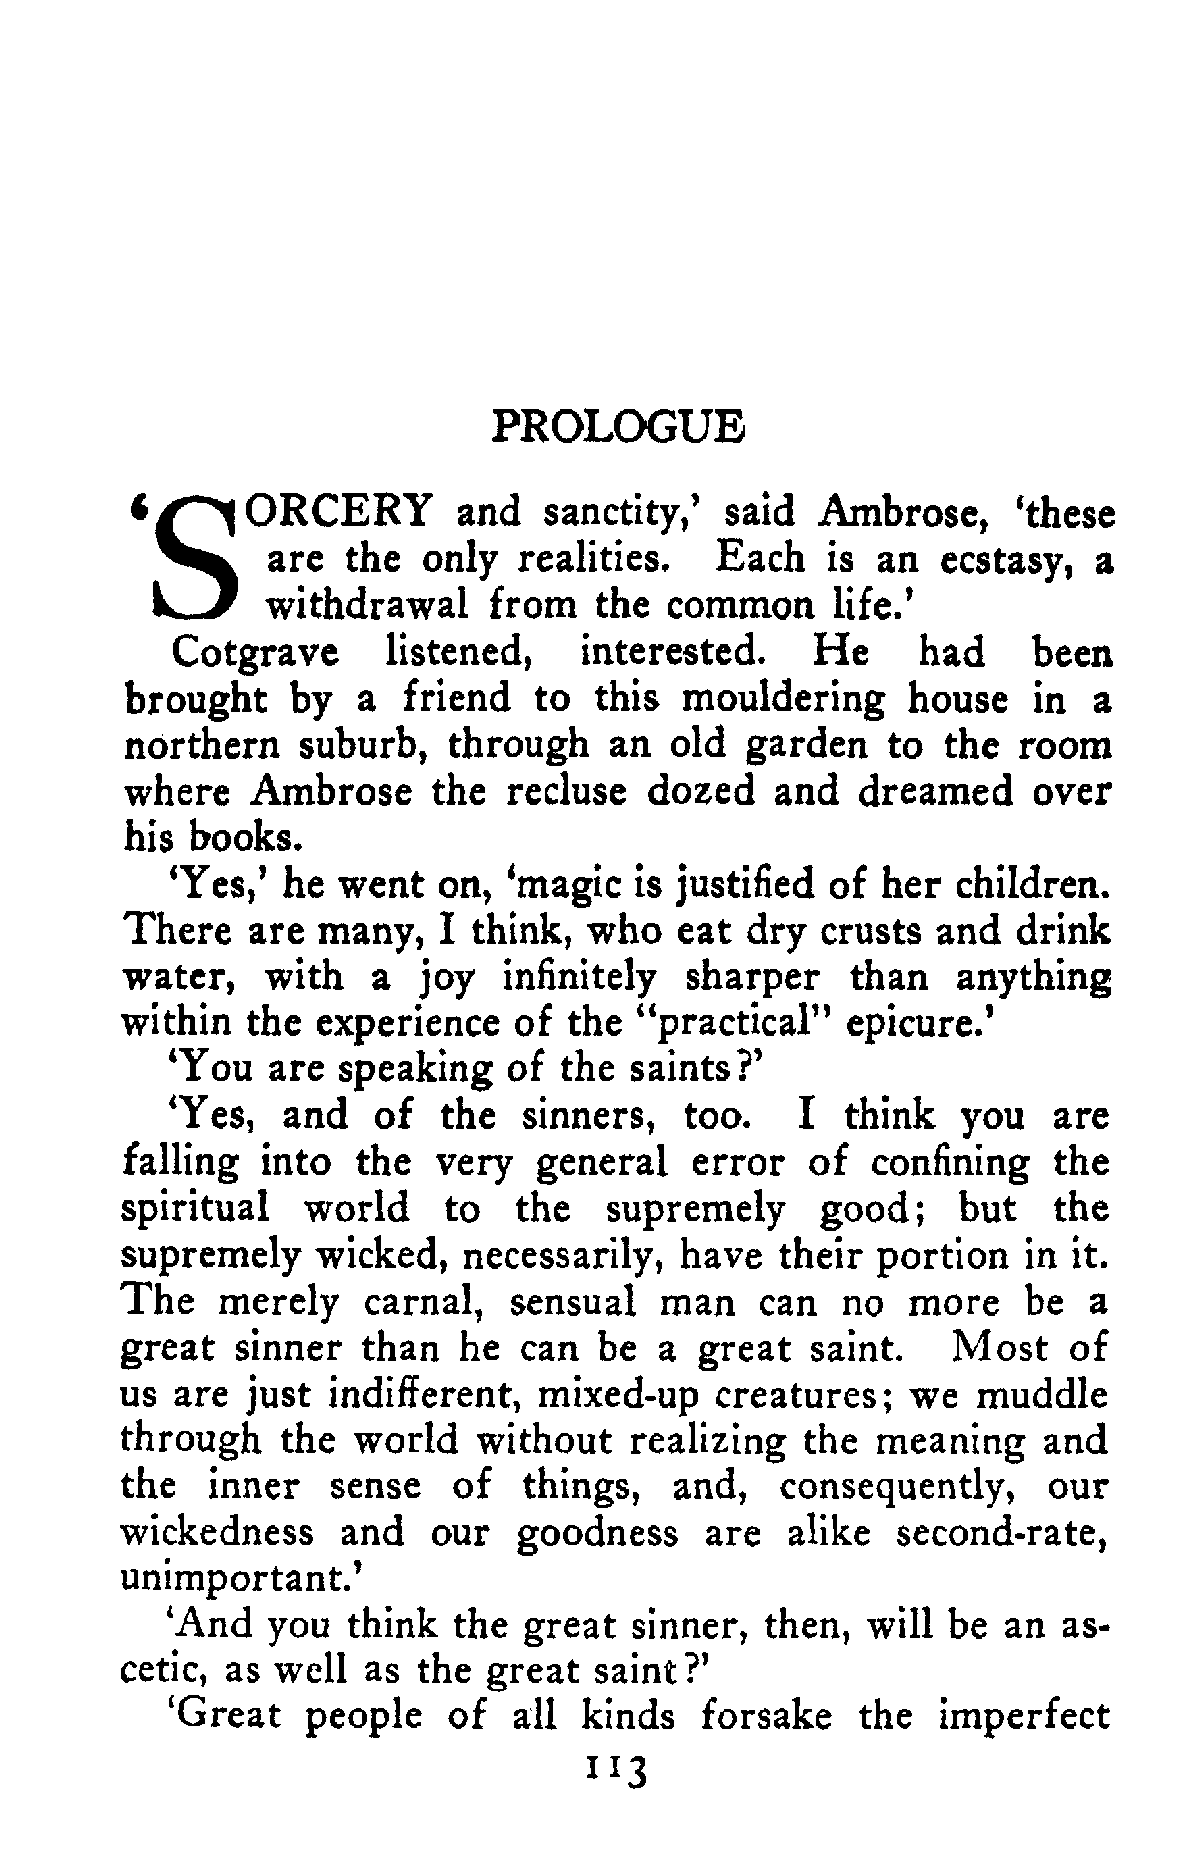 PROLOGUE
‘SORCERY and sanctity,’ said Ambrose, ‘these
are the only realities. Each is an ecstasy, a
withdrawal from the common life.’
Cotgrave listened, interested. He had been
brought by a friend to this mouldering house in a
northern suburb, through an old garden to the room
where Ambrose the recluse dozed and dreamed over
his books.
‘Yes,’ he went on, ‘magic is justified of her children.
There are many, I think, who eat dry crusts and drink
water, with a joy infinitely sharper than anything
within the experience of the “practical” epicure.’
‘You are speaking of the saints?’
‘Yes, and of the sinners, too. I think you are
falling into the very general error of confining the
spiritual world to the supremely good; but the
supremely wicked, necessarily, have their portion in it.
The merely carnal, sensual man can no more be a
great sinner than he can be a great saint. Most of
us are just indifferent, mixed-up creatures; we muddle
through the world without realizing the meaning and
the inner sense of things, and, consequently, our
wickedness and our goodness are alike second-rate,
unimportant.’
‘And you think the great sinner, then, will be an as-
cetic, as well as the great saint?’
‘Great people of all kinds forsake the imperfect
113